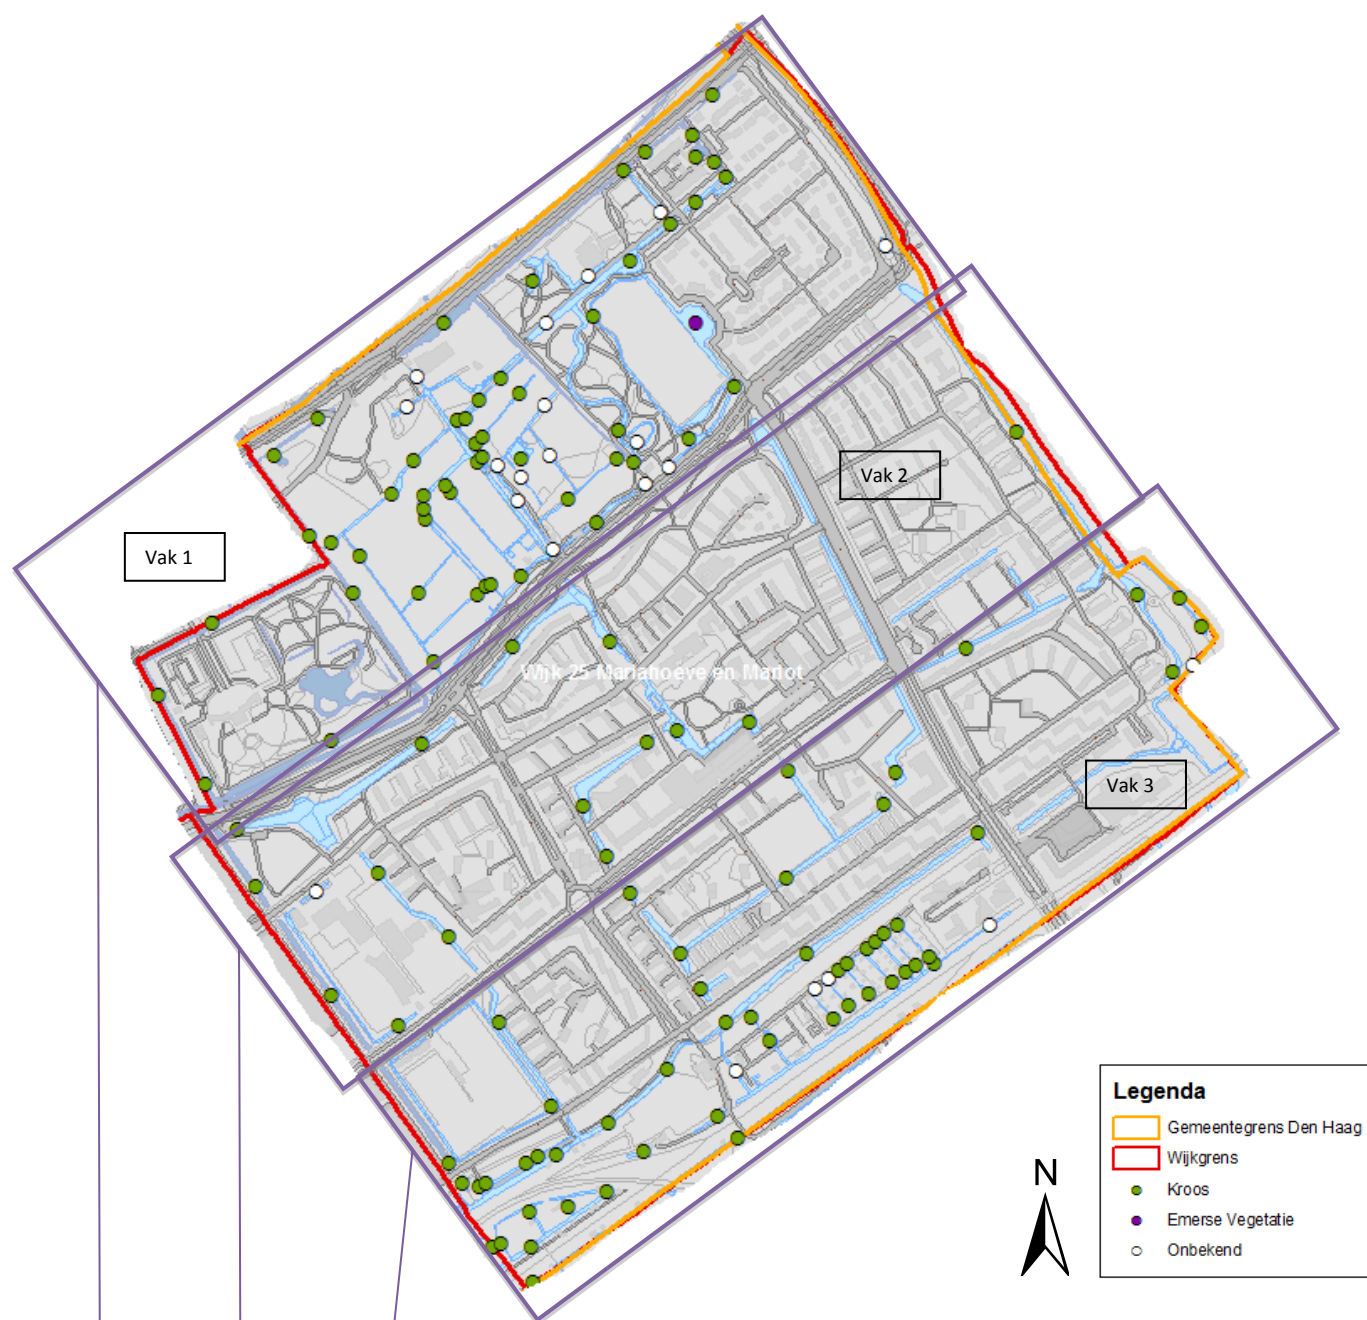 Vak 1
Vak 2
Wijk 25 Mariahoeve en Marlot
Vak 3
Legenda
Gemeentegrens Den Haag
Wijkgrens
Kroos
Emerse Vegetatie
Onbekend
N